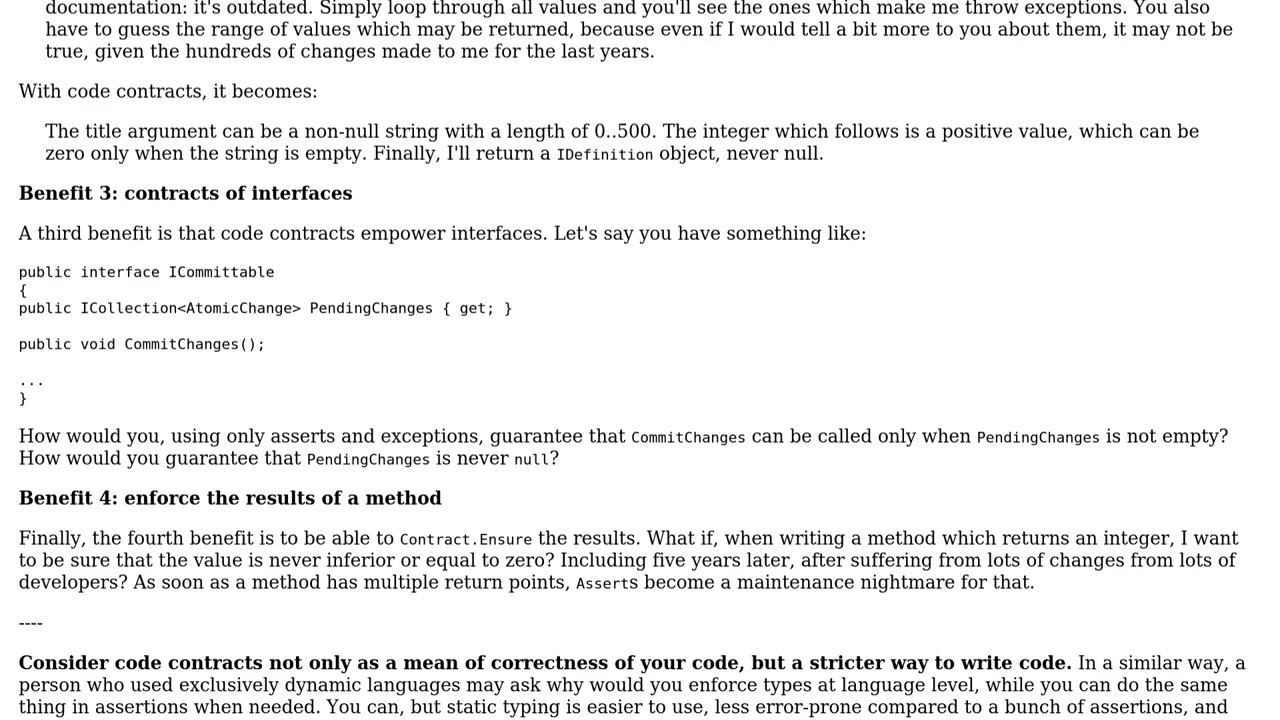 documentation: it's outdated. Simply loop through all values and you'll see the ones which make me throw exceptions. You also
have to guess the range of values which may be returned, because even if I would tell a bit more to you about them, it may not be
true, given the hundreds of changes made to me for the last years.
With code contracts, it becomes:
The title argument can be a non-null string with a length of 0..500. The integer which follows is a positive value, which can be
zero only when the string is empty. Finally, I'll return a IDefinition object, never null.
Benefit 3: contracts of interfaces
A third benefit is that code contracts empower interfaces. Let's say you have something like:
public interface ICommittable
{
public ICollection<AtomicChange> PendingChanges { get; }
public void CommitChanges();
...
}
How would you, using only asserts and exceptions, guarantee that CommitChanges can be called only when PendingChanges is not empty?
How would you guarantee that PendingChanges is never null?
Benefit 4: enforce the results of a method
Finally, the fourth benefit is to be able to Contract.Ensure the results. What if, when writing a method which returns an integer, I want
to be sure that the value is never inferior or equal to zero? Including five years later, after suffering from lots of changes from lots of
developers? As soon as a method has multiple return points, Asserts become a maintenance nightmare for that.
----
Consider code contracts not only as a mean of correctness of your code, but a stricter way to write code. In a similar way, a
person who used exclusively dynamic languages may ask why would you enforce types at language level, while you can do the same
thing in assertions when needed. You can, but static typing is easier to use, less error-prone compared to a bunch of assertions, and